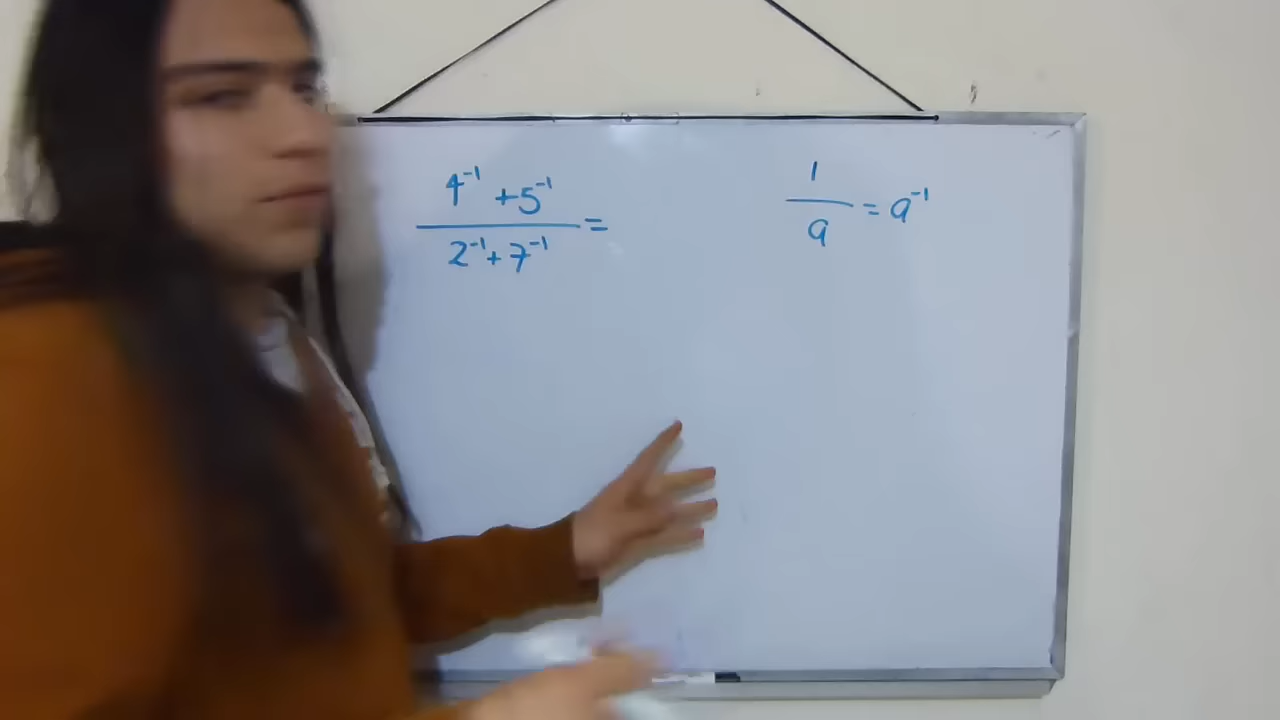 4⁻¹ + 5⁻¹
2⁻¹ + 7⁻¹
=
1
a
= a⁻¹